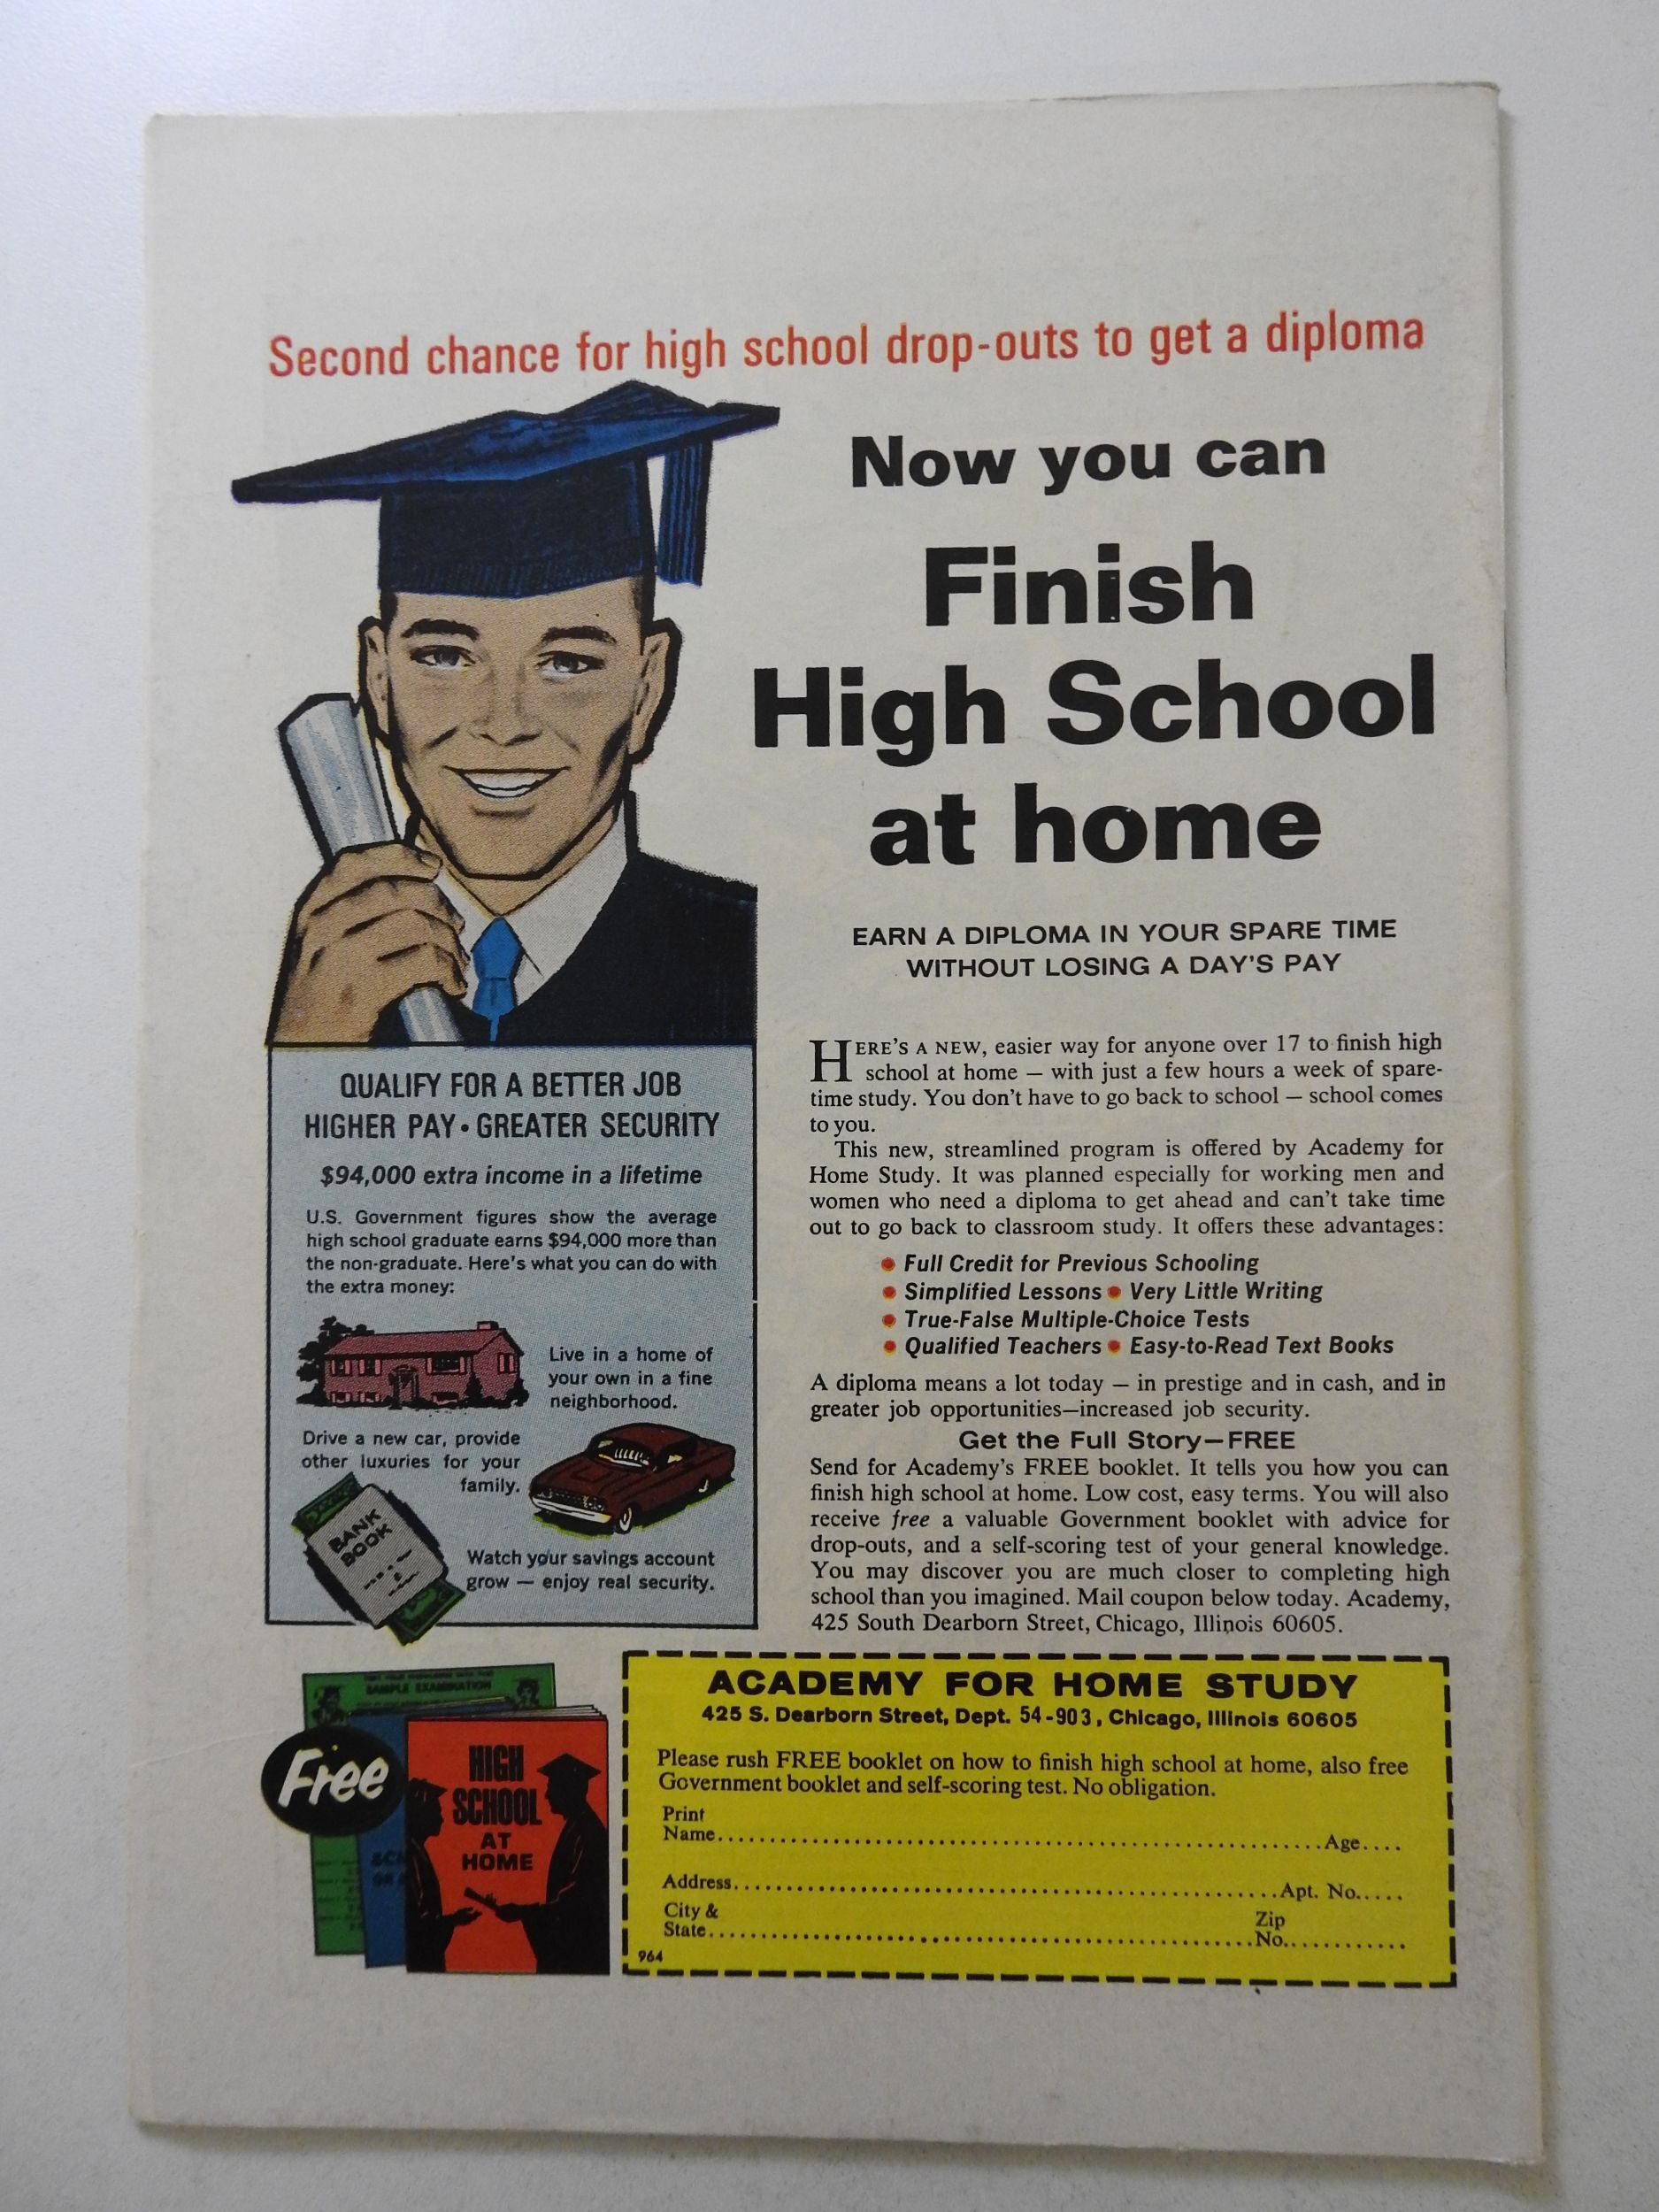 Second chance for high school drop-outs to get a diploma
Now you can
Finish
High School
at home
EARN A DIPLOMA IN YOUR SPARE TIME
WITHOUT LOSING A DAY'S PAY
HERE'S A NEW, easier way for anyone over 17 to finish high
school at home — with just a few hours a week of spare-
time study. You don't have to go back to school — school comes
to you.
This new, streamlined program is offered by Academy for
Home Study. It was planned especially for working men and
women who need a diploma to get ahead and can't take time
out to go back to classroom study. It offers these advantages:
• Full Credit for Previous Schooling
• Simplified Lessons • Very Little Writing
• True-False Multiple-Choice Tests
• Qualified Teachers • Easy-to-Read Text Books
A diploma means a lot today — in prestige and in cash, and in
greater job opportunities—increased job security.
Get the Full Story—FREE
Send for Academy's FREE booklet. It tells you how you can
finish high school at home. Low cost, easy terms. You will also
receive free a valuable Government booklet with advice for
drop-outs, and a self-scoring test of your general knowledge.
You may discover you are much closer to completing high
school than you imagined. Mail coupon below today. Academy,
425 South Dearborn Street, Chicago, Illinois 60605.
QUALIFY FOR A BETTER JOB
HIGHER PAY • GREATER SECURITY
$94,000 extra income in a lifetime
U.S. Government figures show the average
high school graduate earns $94,000 more than
the non-graduate. Here's what you can do with
the extra money:
Live in a home of
your own in a fine
neighborhood.
Drive a new car, provide
other luxuries for your
family.
BANK
BOOK
Watch your savings account
grow — enjoy real security.
SAMPLE EXAMINATION
Free
HIGH
SCHOOL
AT
HOME
ACADEMY FOR HOME STUDY
425 S. Dearborn Street, Dept. 54-903, Chicago, Illinois 60605
Please rush FREE booklet on how to finish high school at home, also free
Government booklet and self-scoring test. No obligation.
Print
Name.....Age....
Address.....Apt. No.....
City &
State.....Zip
No.....
964